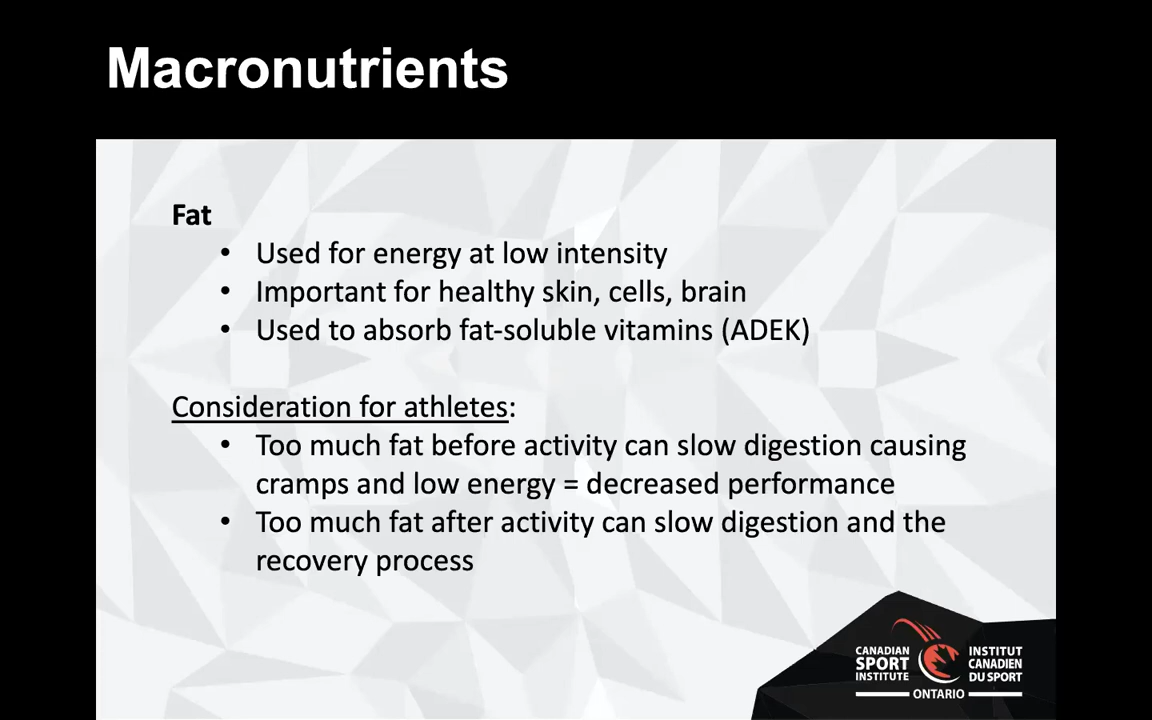 Macronutrients
Fat
• Used for energy at low intensity
• Important for healthy skin, cells, brain
• Used to absorb fat-soluble vitamins (ADEK)
Consideration for athletes:
• Too much fat before activity can slow digestion causing
cramps and low energy = decreased performance
• Too much fat after activity can slow digestion and the
recovery process
CANADIAN
SPORT
INSTITUTE
INSTITUT
CANADIEN
DU SPORT
ONTARIO